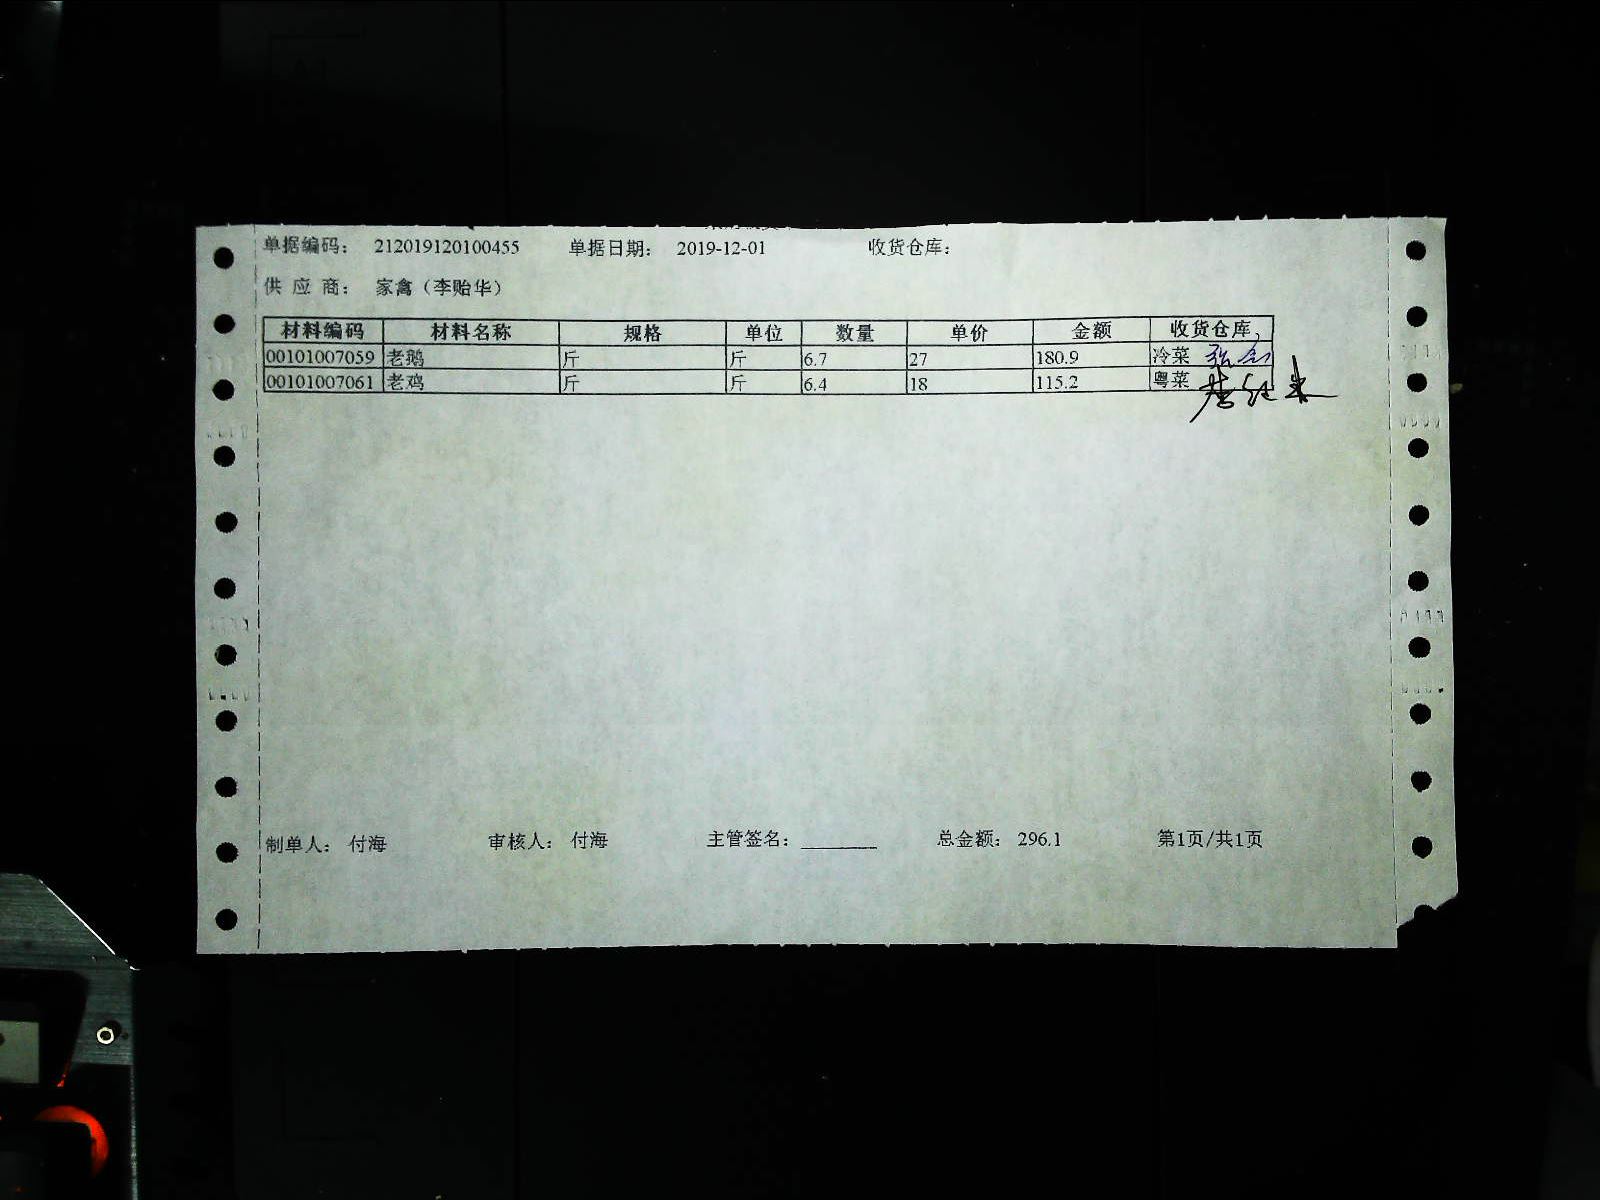 单据编码： 212019120100455 单据日期： 2019-12-01 收货仓库：
供 应 商： 家禽（李贻华）
材料编码 材料名称 规格 单位 数量 单价 金额 收货仓库
00101007059 老鹅 斤 斤 6.7 27 180.9 冷菜
00101007061 老鸡 斤 斤 6.4 18 115.2 粤菜
制单人： 付海 审核人： 付海 主管签名： 总金额： 296.1 第1页/共1页